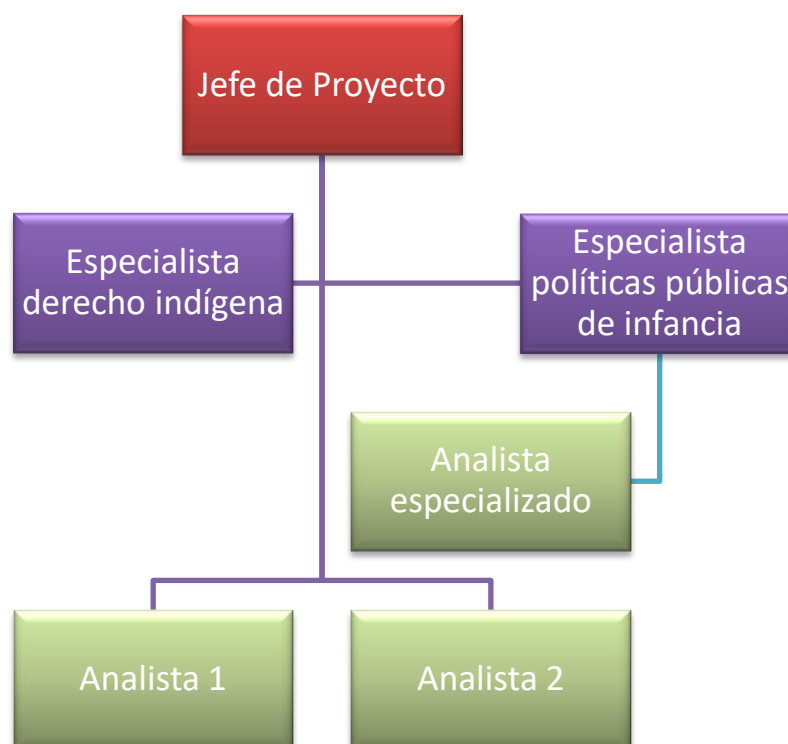 Jefe de Proyecto
Especialista
derecho indígena
Especialista
políticas públicas
de infancia
Analista
especializado
Analista 1
Analista 2